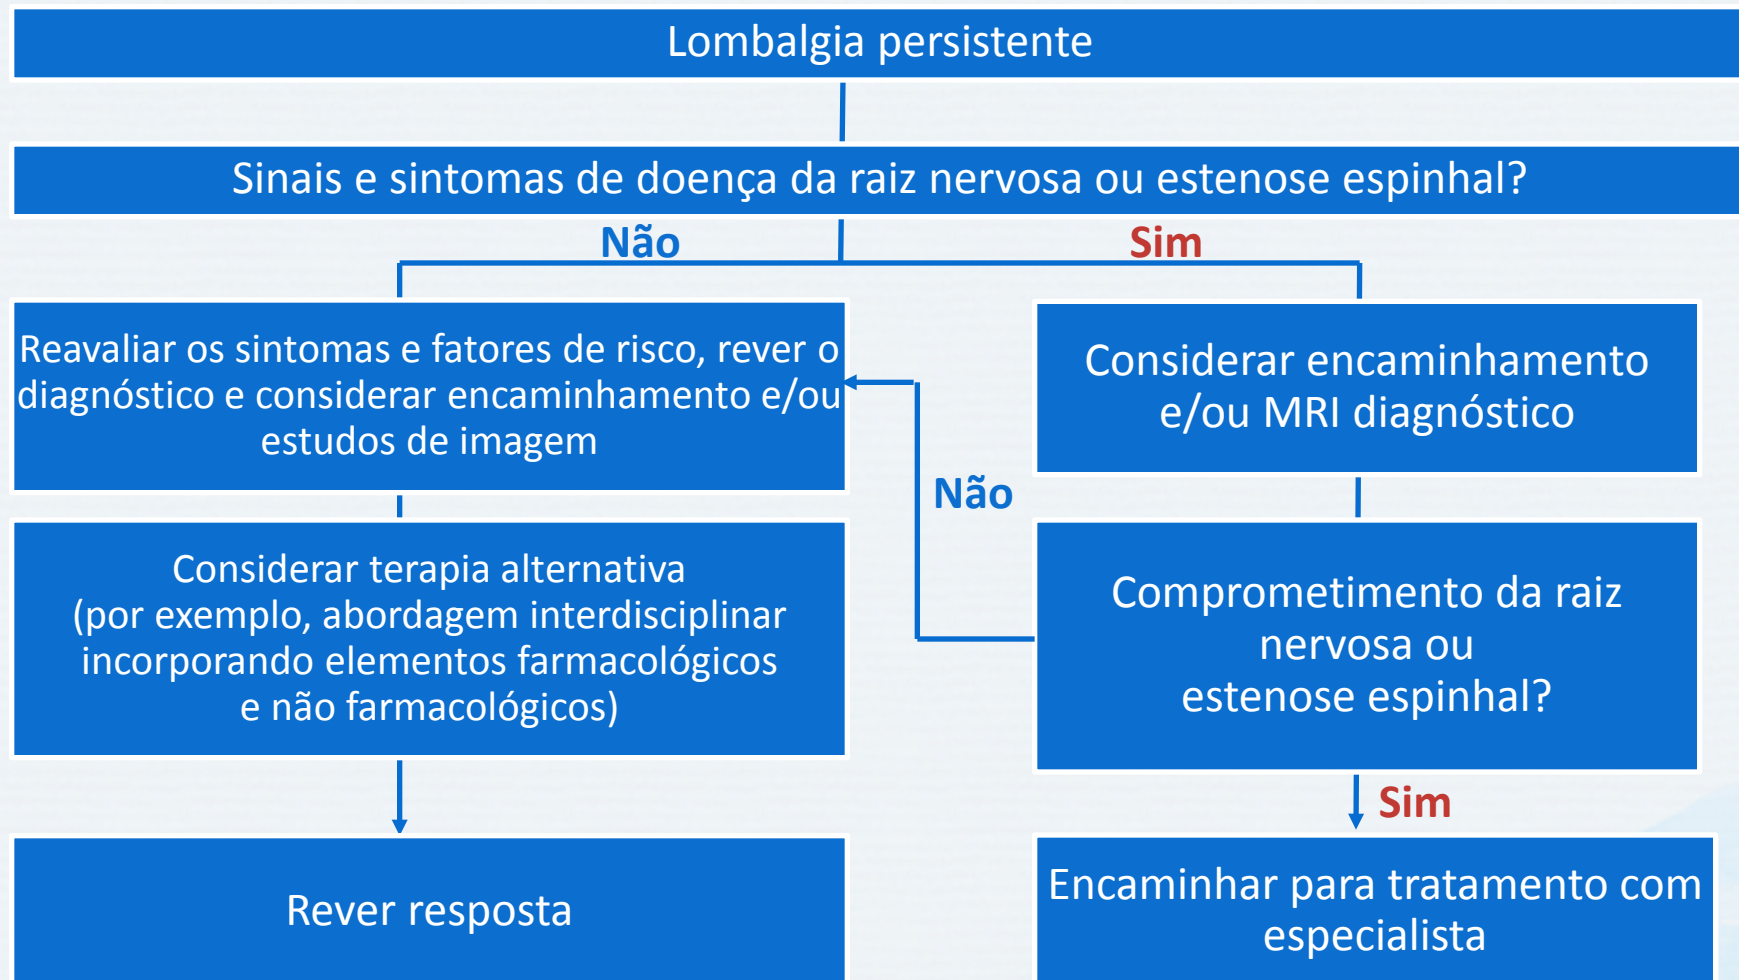 Lombalgia persistente
Sinais e sintomas de doença da raiz nervosa ou estenose espinhal?
Não
Sim
Reavaliar os sintomas e fatores de risco, rever o
diagnóstico e considerar encaminhamento e/ou
estudos de imagem
Considerar encaminhamento
e/ou MRI diagnóstico
Não
Considerar terapia alternativa
(por exemplo, abordagem interdisciplinar
incorporando elementos farmacológicos
e não farmacológicos)
Comprometimento da raiz
nervosa ou
estenose espinhal?
Sim
Rever resposta
Encaminhar para tratamento com
especialista